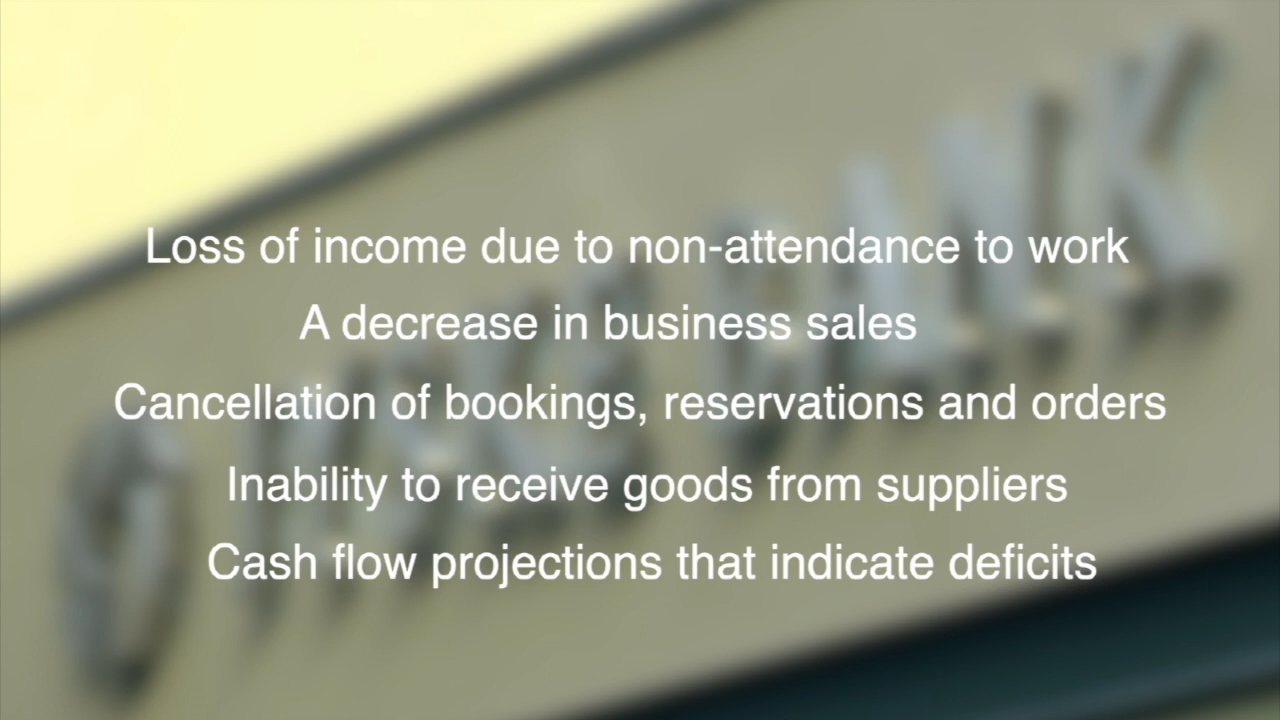 Loss of income due to non-attendance to work
A decrease in business sales
Cancellation of bookings, reservations and orders
Inability to receive goods from suppliers
Cash flow projections that indicate deficits
BANK